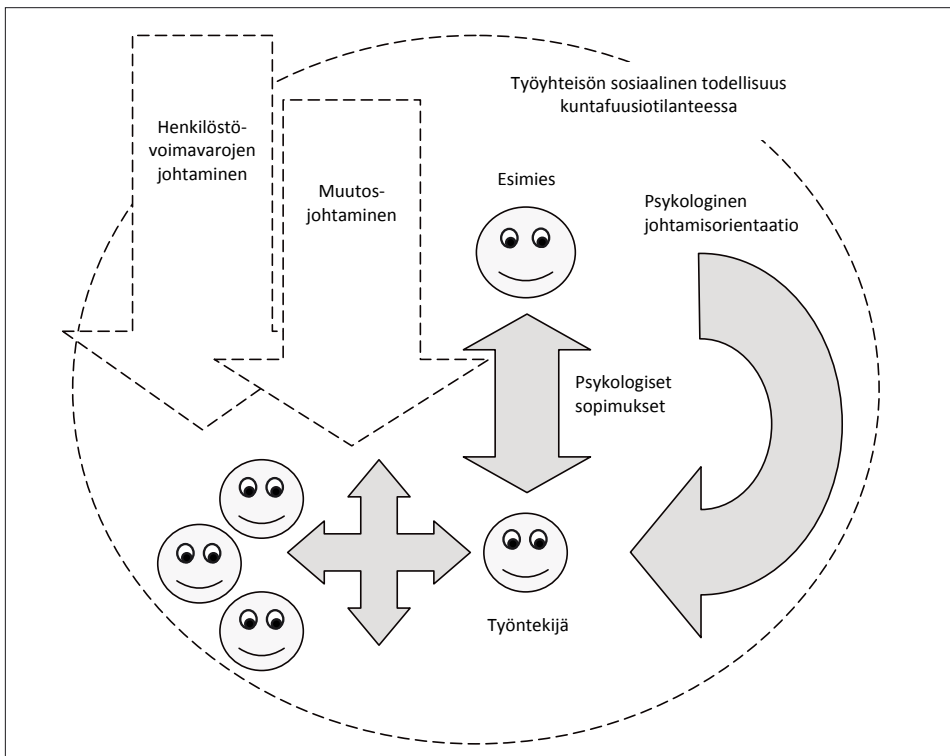 Työyhteisön sosiaalinen todellisuus
kuntafuusiotilanteessa
Henkilöstö-
voimavarojen
johtaminen
Muutos-
johtaminen
Esimies
Psykologinen
johtamisorientaatio
Psykologiset
sopimukset
Työntekijä